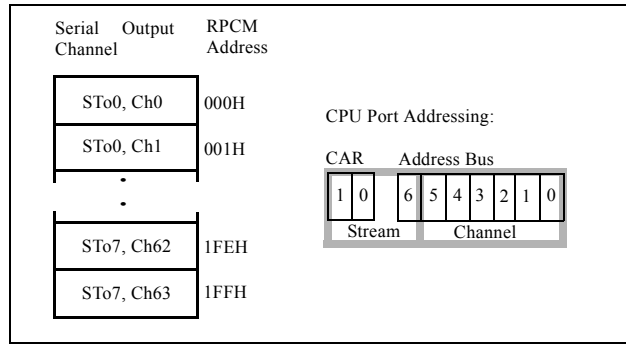 Serial Output Channel
RPCM Address
STo0, Ch0
000H
STo0, Ch1
001H
STo7, Ch62
1FEH
STo7, Ch63
1FFH
CPU Port Addressing:
CAR Address Bus
1 0 6 5 4 3 2 1 0
Stream Channel